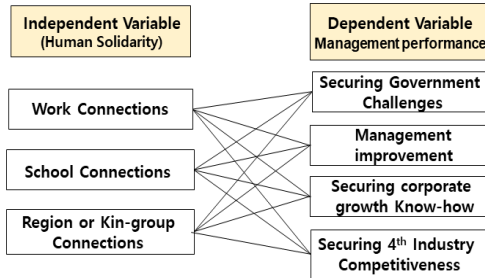 Independent Variable
(Human Solidarity)
Work Connections
School Connections
Region or Kin-group
Connections
Dependent Variable
Management performance
Securing Government
Challenges
Management
improvement
Securing corporate
growth Know-how
Securing 4th Industry
Competitiveness